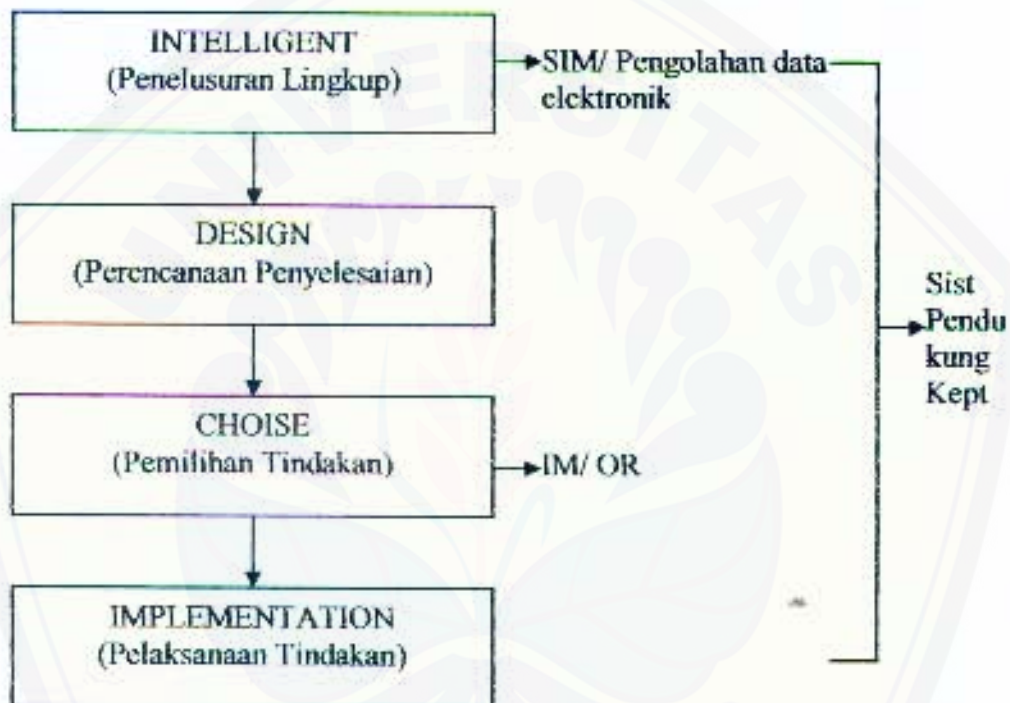 INTELLIGENT
(Penelusuran Lingkup)
SIM/ Pengolahan data
elektronik
DESIGN
(Perencanaan Penyelesaian)
Sist
Pendu
kung
Kept
CHOISE
(Pemilihan Tindakan)
IM/ OR
IMPLEMENTATION
(Pelaksanaan Tindakan)
UNIVERSITAS